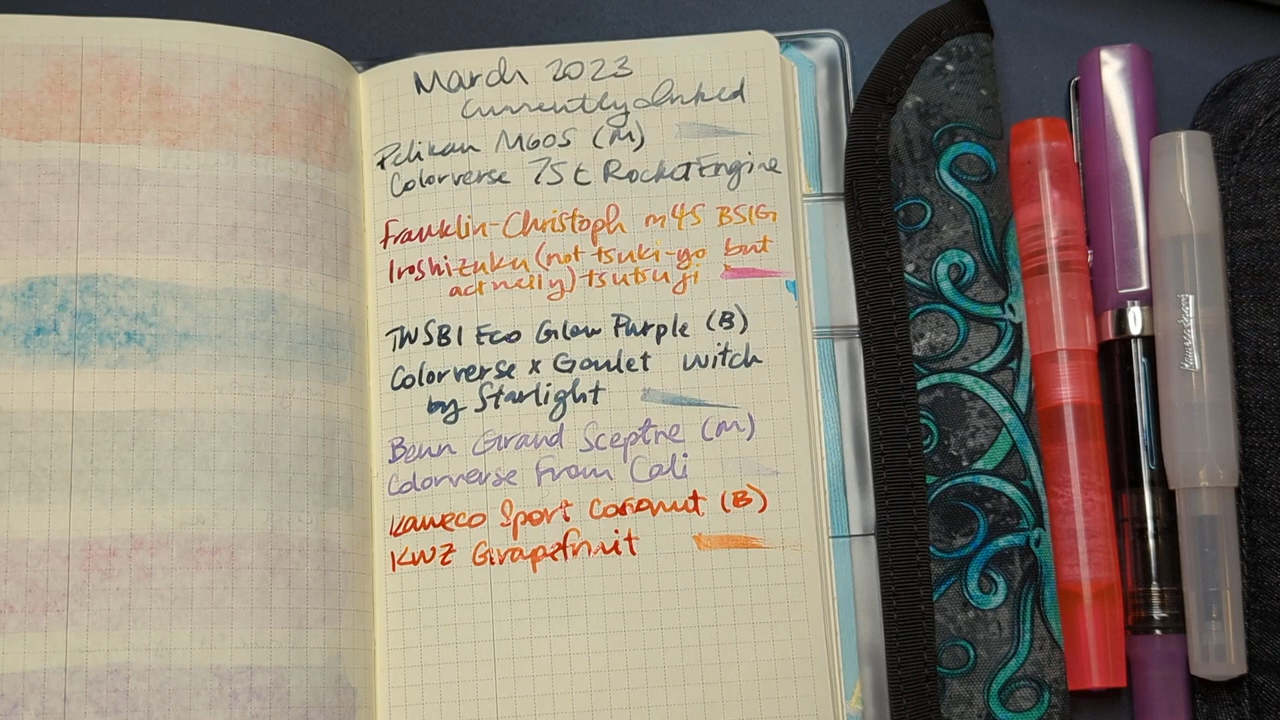 March 2023
Currently Inked
Pelikan M605 (M)
Colorverse 75t RocketEngine
Franklin-Christoph m45 BSIG
Iroshizuku (not tsuki-yo but
actually) tsutsuji
TWSBI Eco Glow Purple (B)
Colorverse x Goulet witch
by Starlight
Benu Grand Sceptre (M)
Colorverse From Cali
Kaweco Sport Coconut (B)
KWZ Grapefruit